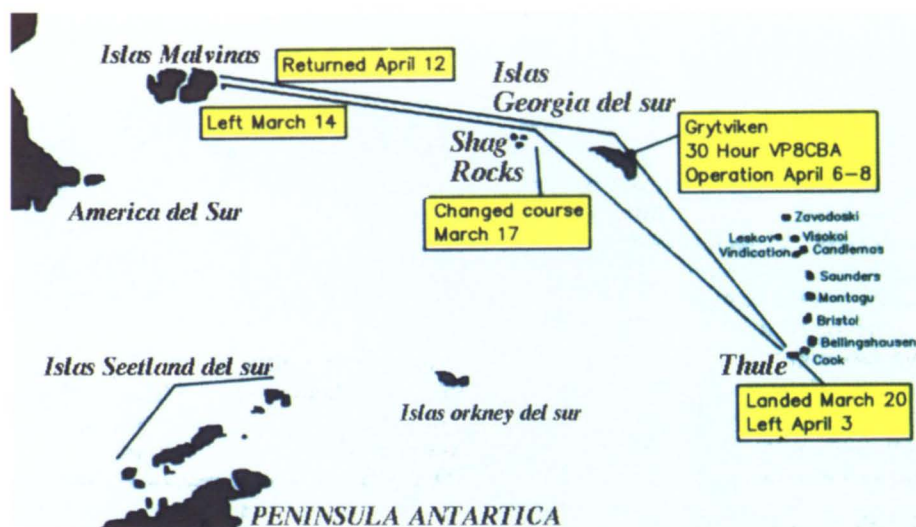 Islas Malvinas
Returned April 12
Islas
Georgia del sur
Left March 14
Shag
Rocks
Grytviken
30 Hour VP8CBA
Operation April 6-8
America del Sur
Changed course
March 17
Zavodoski
Leskov
Visokoi
Vindication
Candlemas
Saunders
Montagu
Bristol
Bellingshausen
Thule
Cook
Islas Seetland del sur
Islas orkney del sur
Landed March 20
Left April 3
PENINSULA ANTARTICA